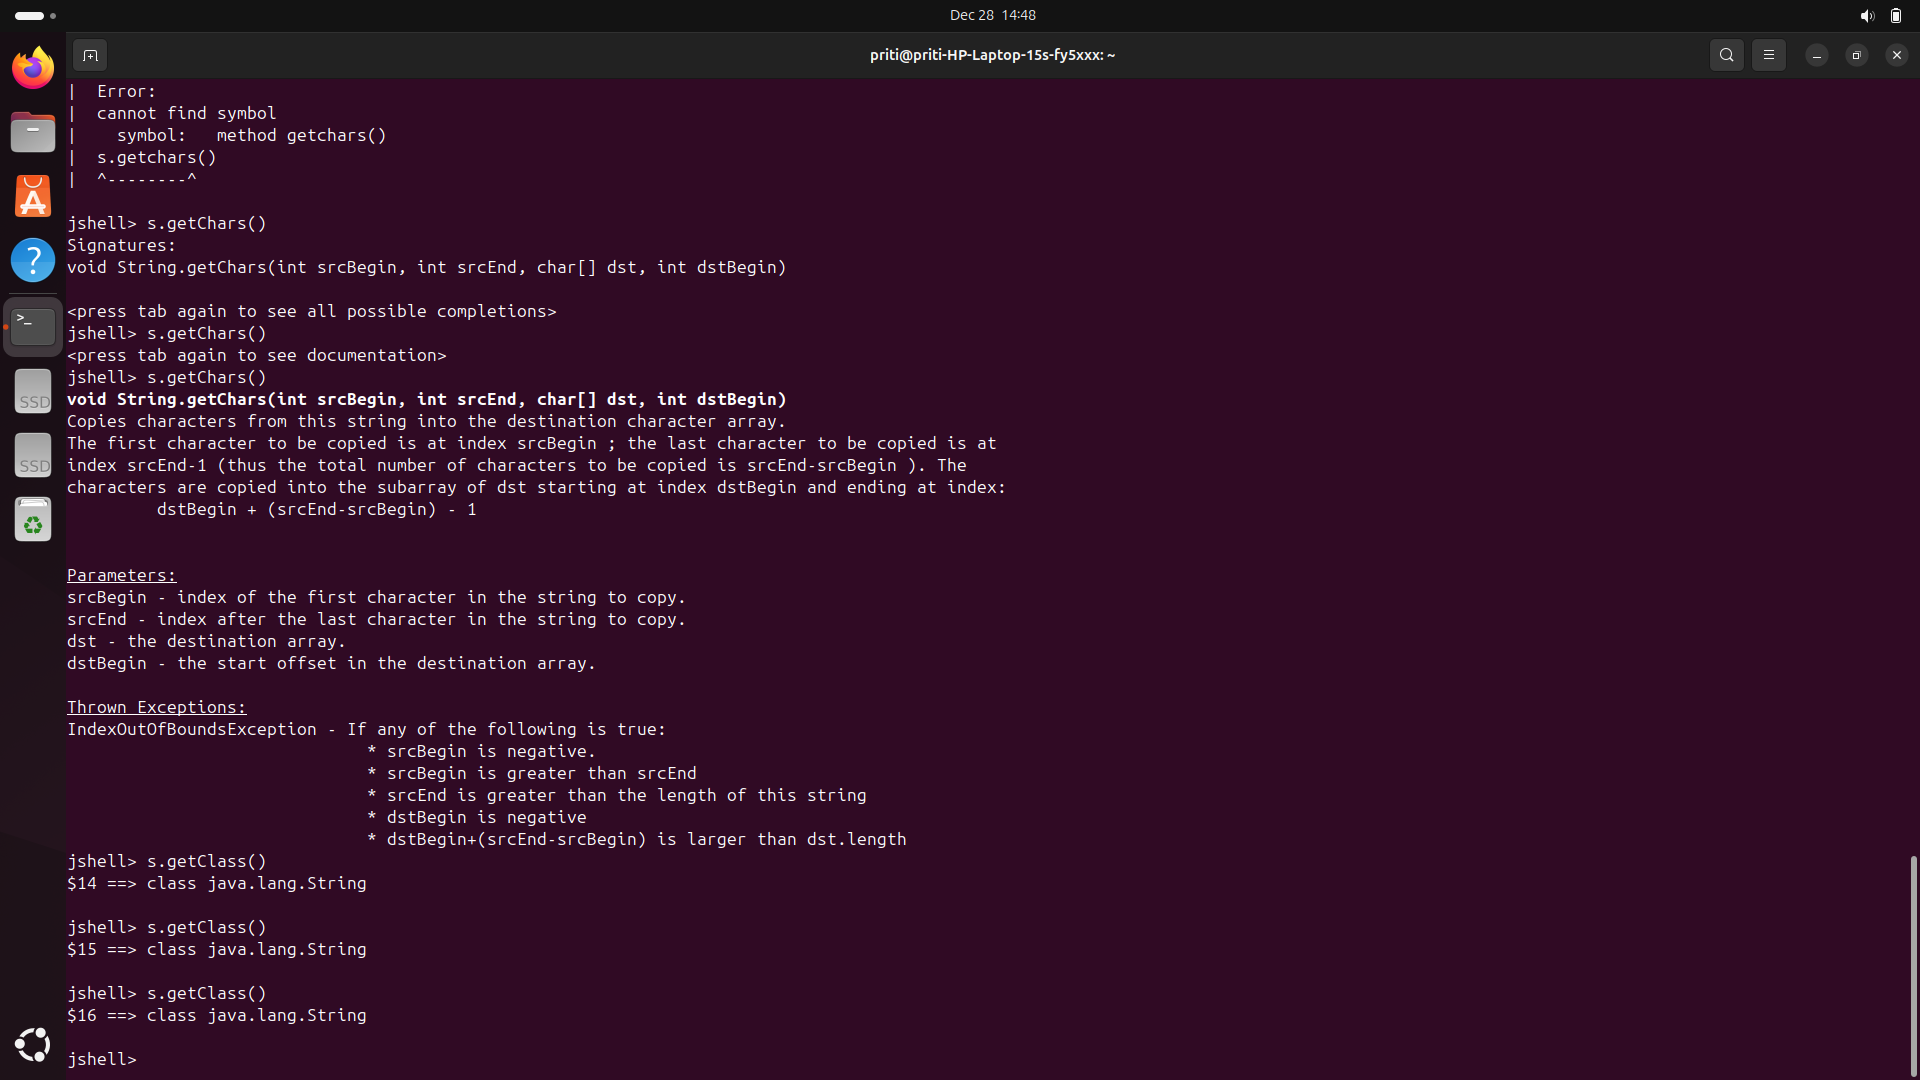 Dec 28  14:48
priti@priti-HP-Laptop-15s-fy5xxx: ~
|  Error:
|  cannot find symbol
|    symbol:   method getchars()
|  s.getchars()
|  ^--------^
jshell> s.getChars()
Signatures:
void String.getChars(int srcBegin, int srcEnd, char[] dst, int dstBegin)
<press tab again to see all possible completions>
jshell> s.getChars()
<press tab again to see documentation>
jshell> s.getChars()
void String.getChars(int srcBegin, int srcEnd, char[] dst, int dstBegin)
Copies characters from this string into the destination character array.
The first character to be copied is at index srcBegin ; the last character to be copied is at
index srcEnd-1 (thus the total number of characters to be copied is srcEnd-srcBegin ). The
characters are copied into the subarray of dst starting at index dstBegin and ending at index:
         dstBegin + (srcEnd-srcBegin) - 1
Parameters:
srcBegin - index of the first character in the string to copy.
srcEnd - index after the last character in the string to copy.
dst - the destination array.
dstBegin - the start offset in the destination array.
Thrown Exceptions:
IndexOutOfBoundsException - If any of the following is true:
                              * srcBegin is negative.
                              * srcBegin is greater than srcEnd
                              * srcEnd is greater than the length of this string
                              * dstBegin is negative
                              * dstBegin+(srcEnd-srcBegin) is larger than dst.length
jshell> s.getClass()
$14 ==> class java.lang.String
jshell> s.getClass()
$15 ==> class java.lang.String
jshell> s.getClass()
$16 ==> class java.lang.String
jshell>
A
?
>_
SSD
SSD